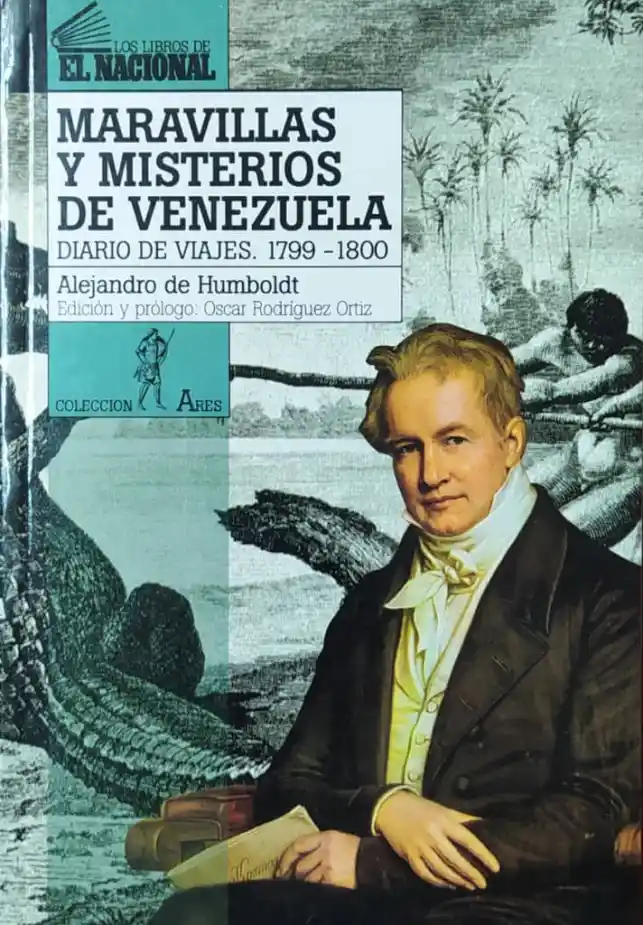 LOS LIBROS DE
EL NACIONAL
MARAVILLAS
Y MISTERIOS
DE VENEZUELA
DIARIO DE VIAJES. 1799 - 1800
Alejandro de Humboldt
Edición y prólogo: Oscar Rodríguez Ortiz
COLECCION ARES